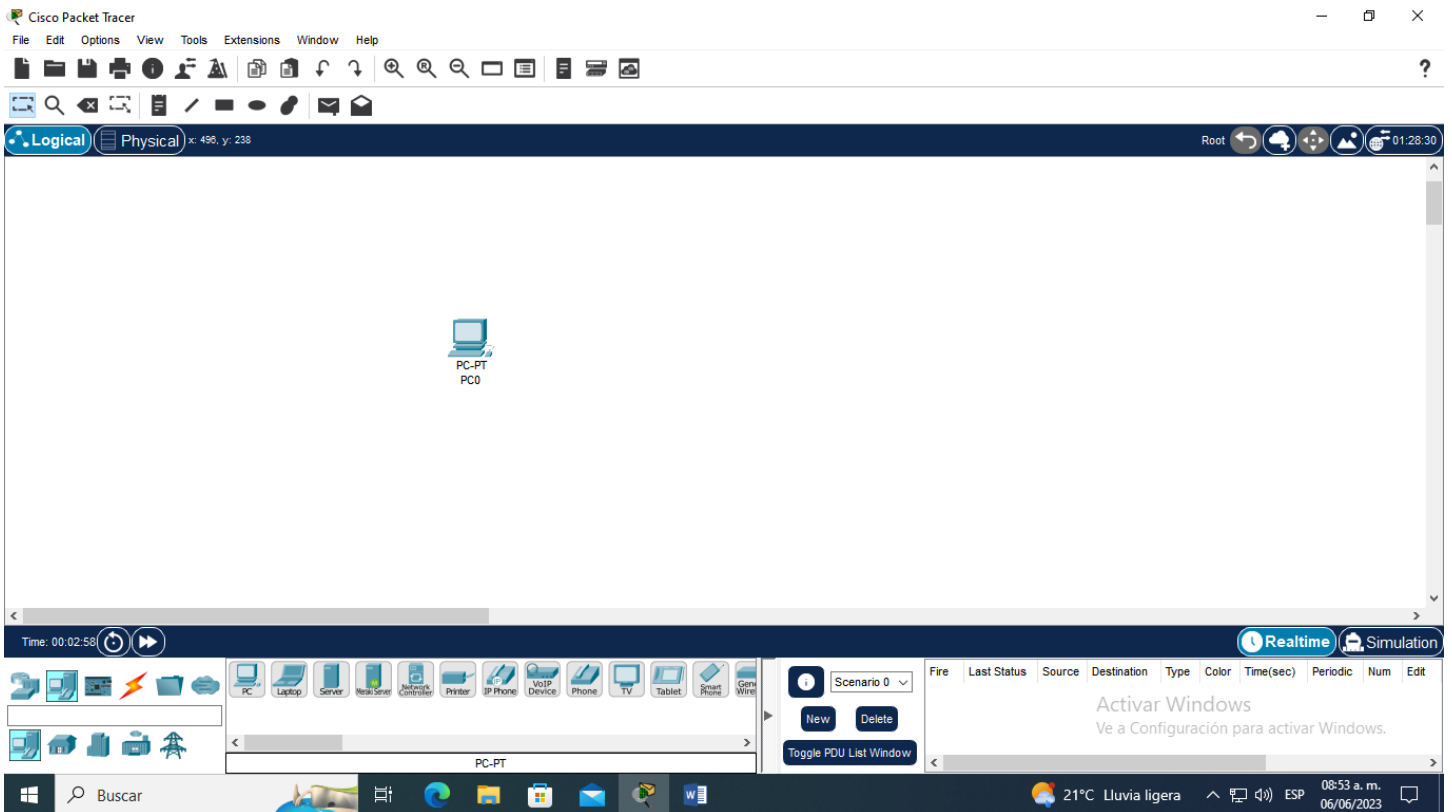 Cisco Packet Tracer
File Edit Options View Tools Extensions Window Help
?
Logical Physical x: 496, y: 238 Root 01:28:30
PC-PT
PC0
Time: 00:02:58 Realtime Simulation
PC Laptop Server Meraki Server Network Controller Printer IP Phone VoIP Device Phone TV Tablet Smart Phone
PC-PT
Scenario 0
New Delete
Toggle PDU List Window
Fire Last Status Source Destination Type Color Time(sec) Periodic Num Edit
Activar Windows
Ve a Configuración para activar Windows.
Buscar
21°C Lluvia ligera ESP 08:53 a. m.
06/06/2023